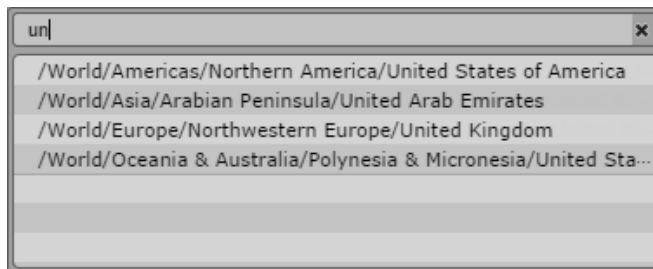 un
/World/Americas/Northern America/United States of America
/World/Asia/Arabian Peninsula/United Arab Emirates
/World/Europe/Northwestern Europe/United Kingdom
/World/Oceania & Australia/Polynesia & Micronesia/United Sta...